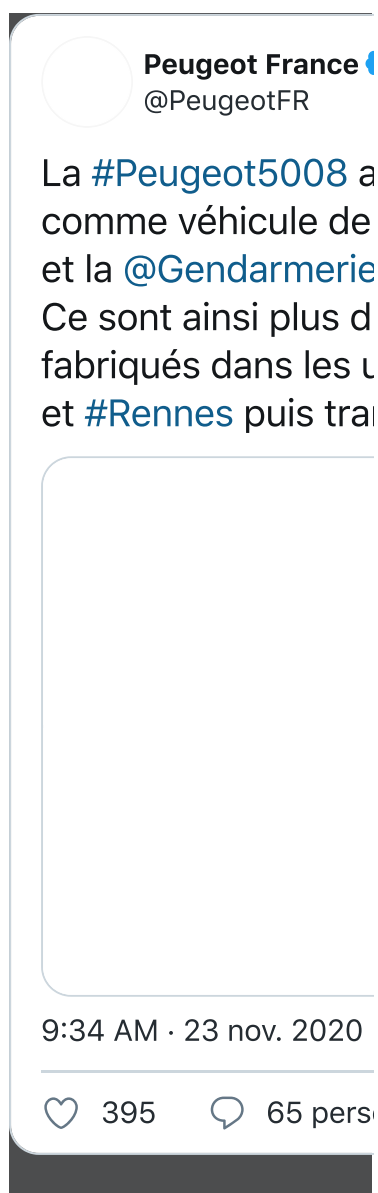 Peugeot France
@PeugeotFR
La #Peugeot5008 a
comme véhicule de
et la @Gendarmerie
Ce sont ainsi plus d
fabriqués dans les u
et #Rennes puis tra
9:34 AM · 23 nov. 2020
395 65 pers